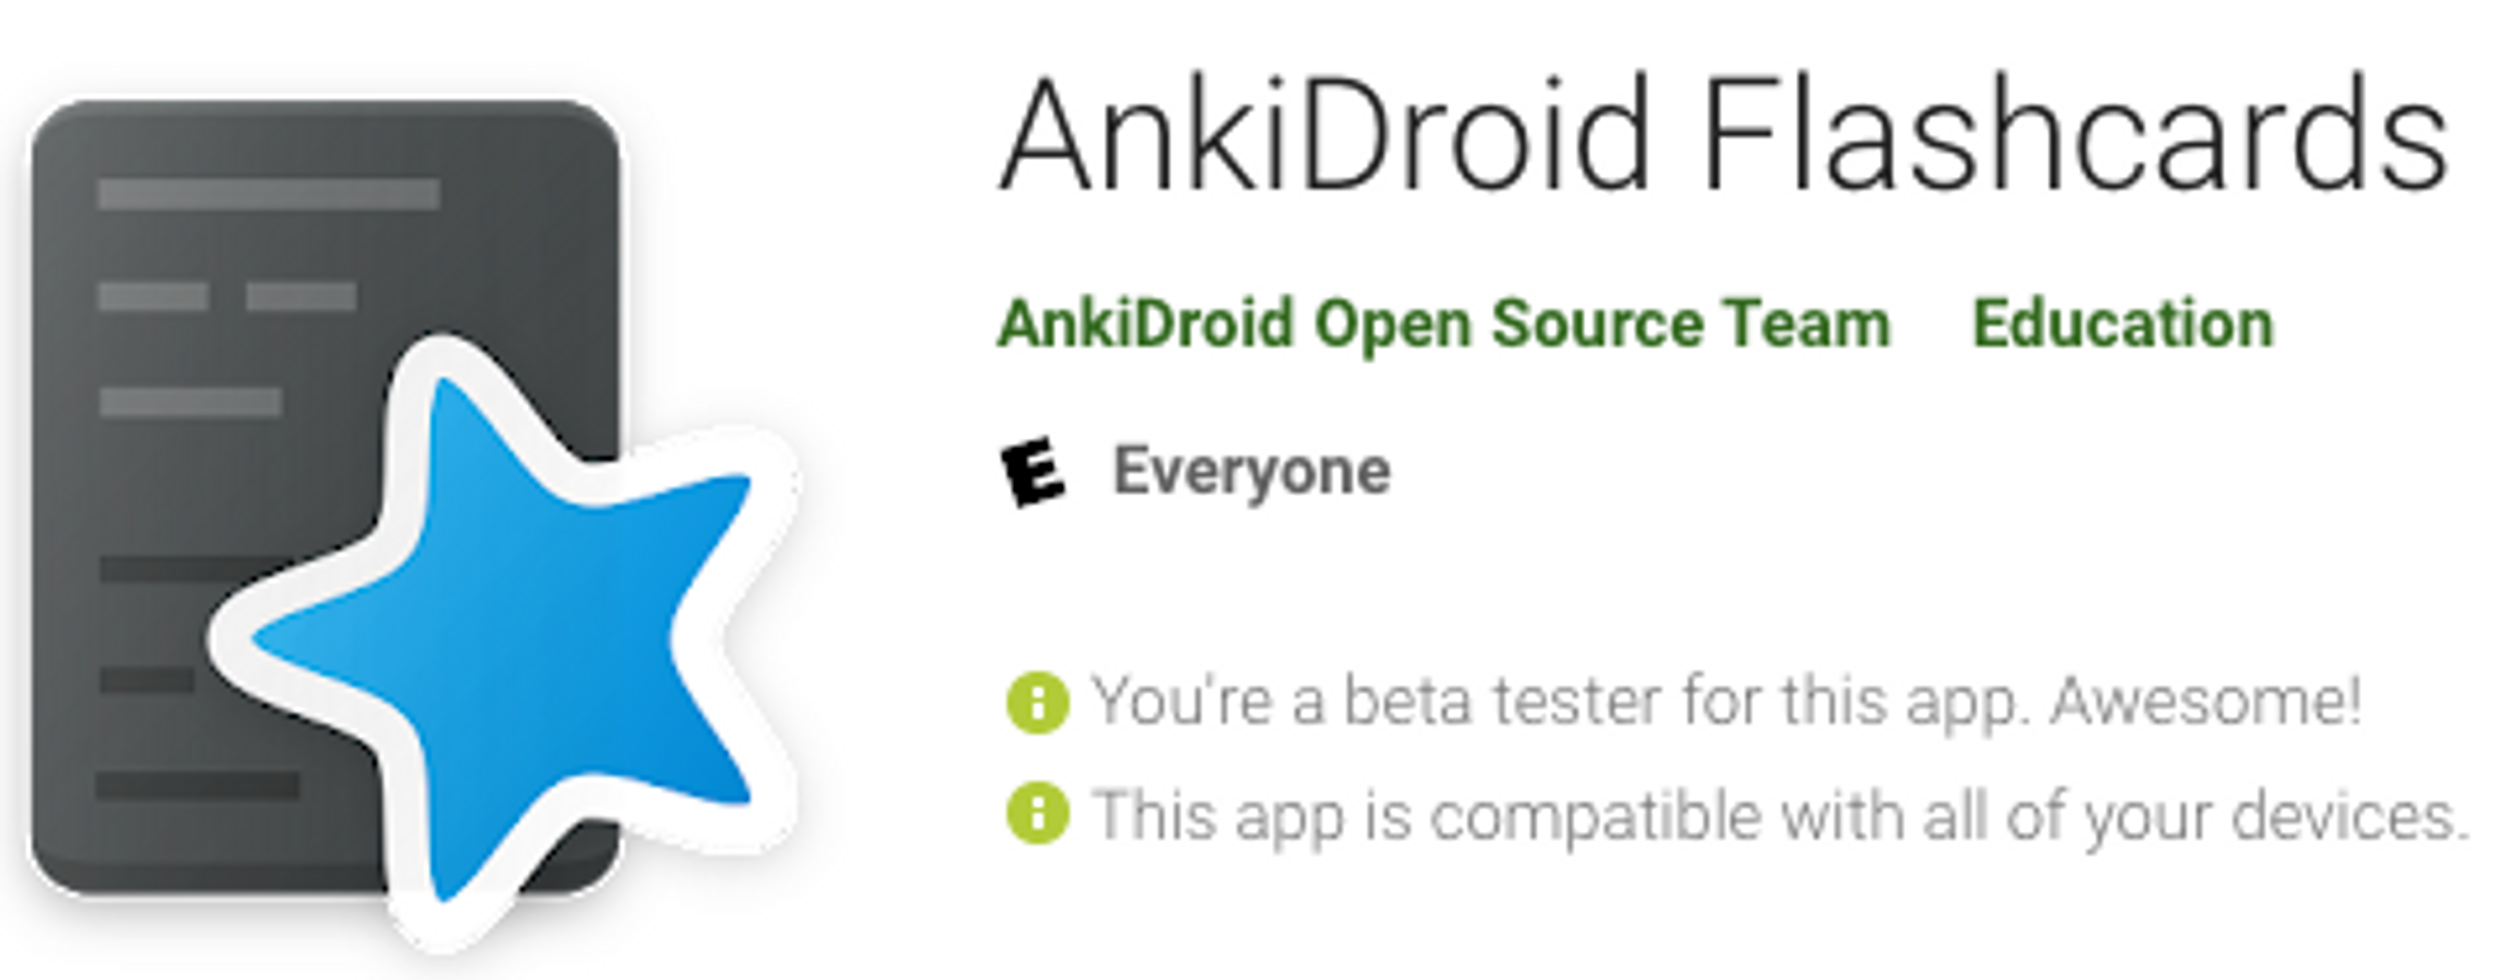 AnkiDroid Flashcards
AnkiDroid Open Source Team Education
E Everyone
You're a beta tester for this app. Awesome!
This app is compatible with all of your devices.